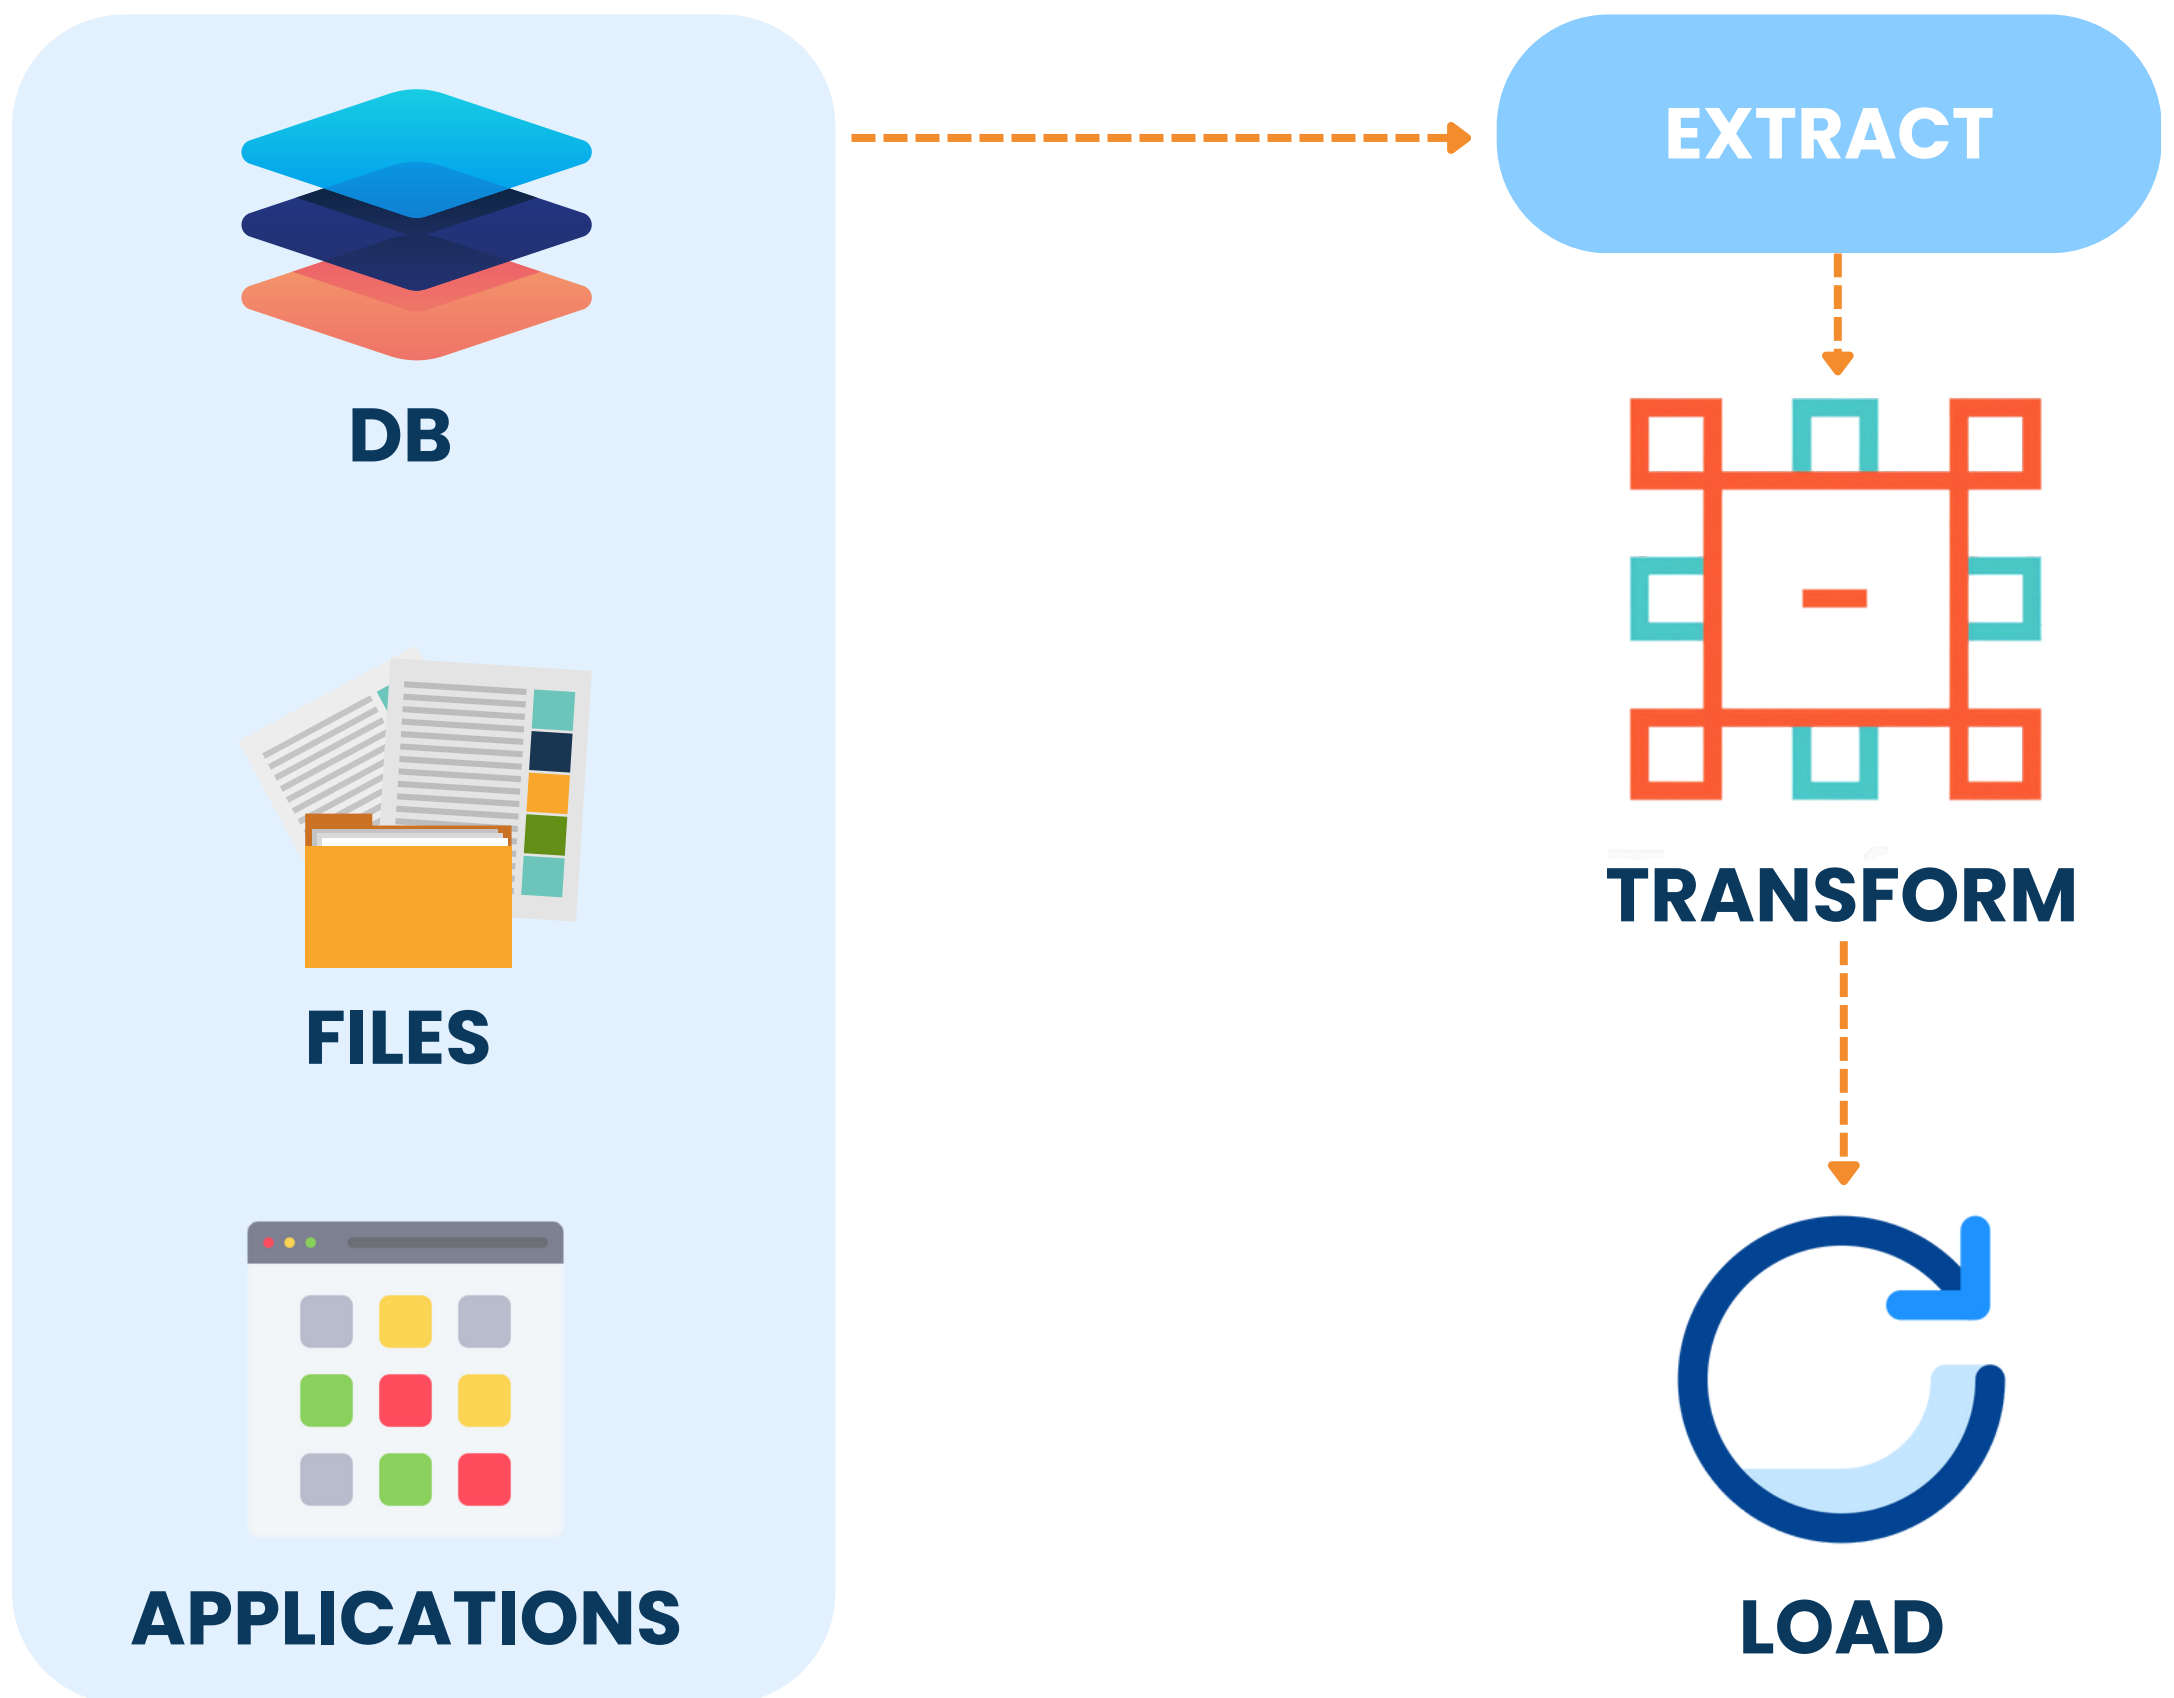 DB
FILES
APPLICATIONS
EXTRACT
TRANSFORM
LOAD